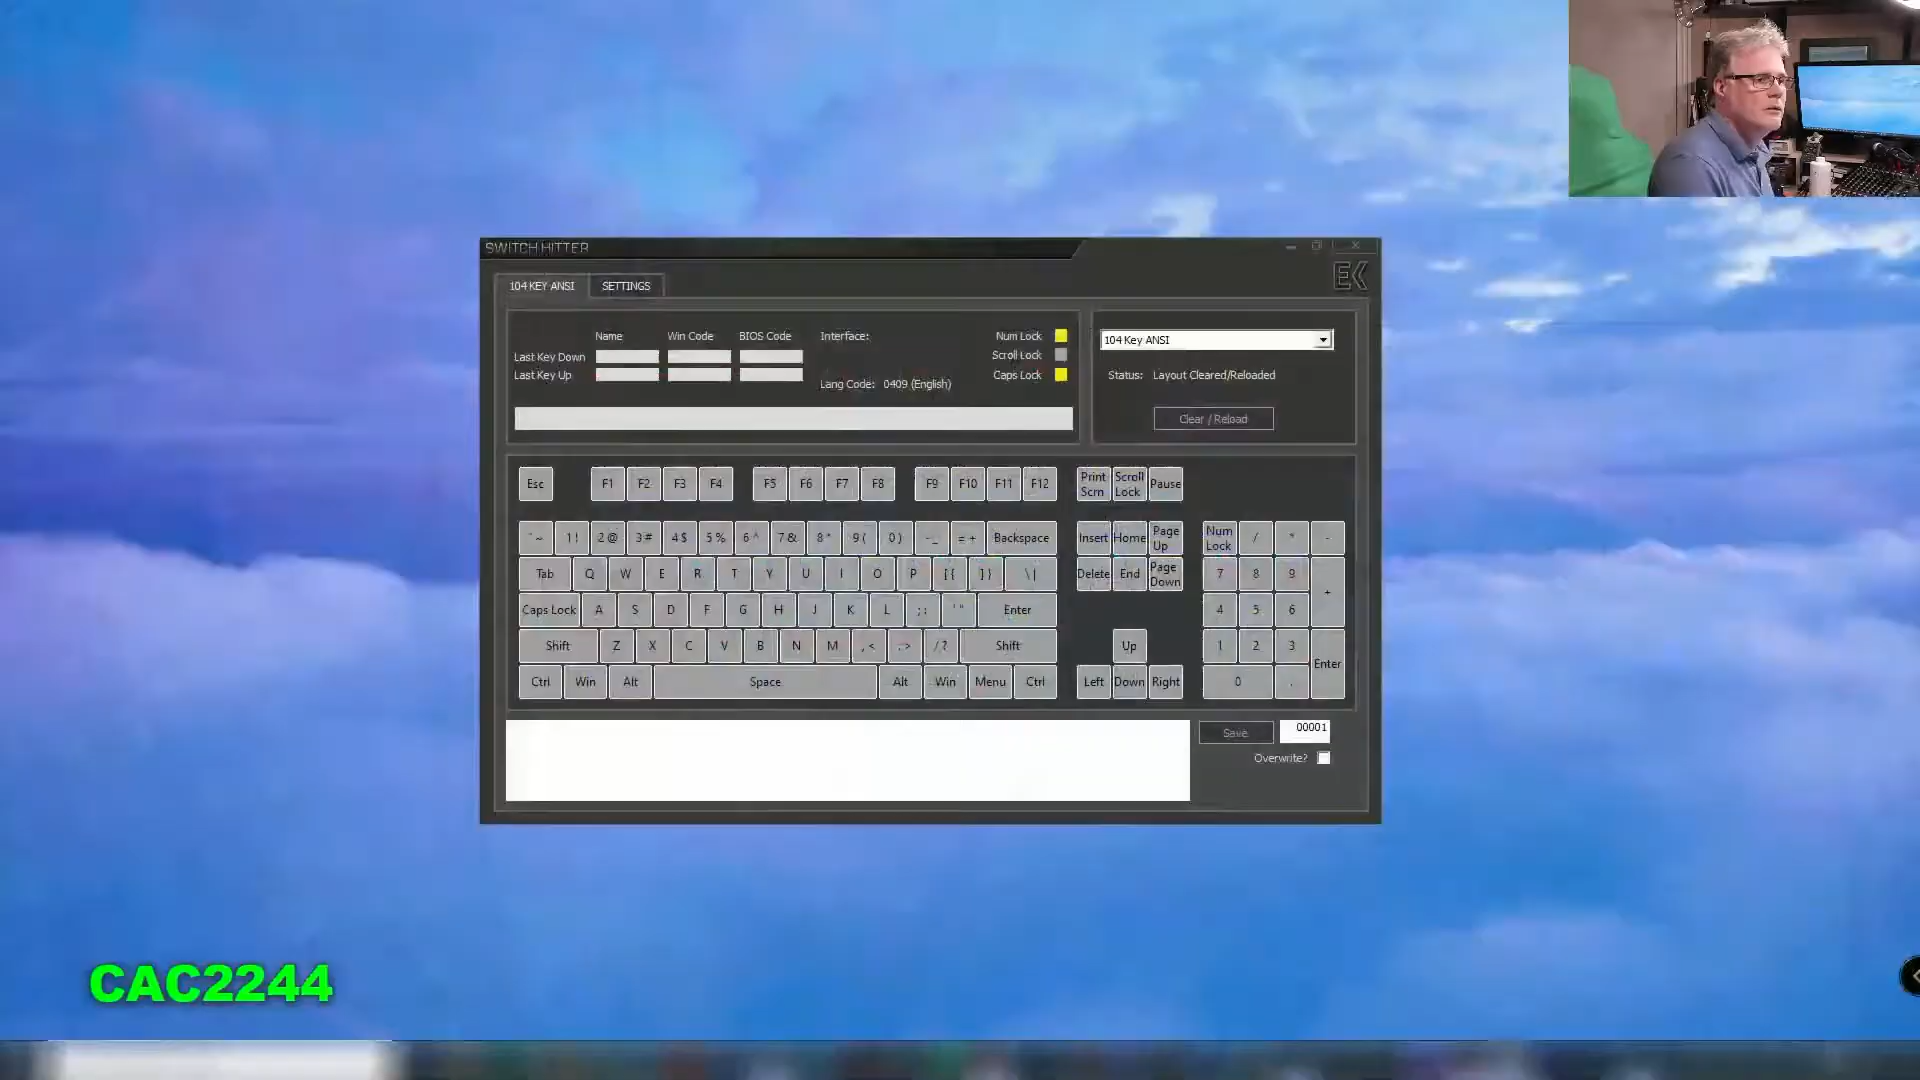 SWITCH HITTER
EK
104 KEY ANSI SETTINGS
Name Win Code BIOS Code Interface: Num Lock
104 Key ANSI
Last Key Down Scroll Lock
Last Key Up Caps Lock
Status: Layout Cleared/Reloaded
Lang Code: 0409 (English)
Clear / Reload
Esc F1 F2 F3 F4 F5 F6 F7 F8 F9 F10 F11 F12 Print Scrn Scroll Lock Pause
` ~ 1 ! 2 @ 3 # 4 $ 5 % 6 ^ 7 & 8 * 9 ( 0 ) - _ = + Backspace Insert Home Page Up Num Lock / * -
Tab Q W E R T Y U I O P [ { ] } \ | Delete End Page Down 7 8 9 +
Caps Lock A S D F G H J K L ; : ' " Enter 4 5 6
Shift Z X C V B N M , < . > / ? Shift Up 1 2 3 Enter
Ctrl Win Alt Space Alt Win Menu Ctrl Left Down Right 0 .
Save 00001
Overwrite?
CAC2244